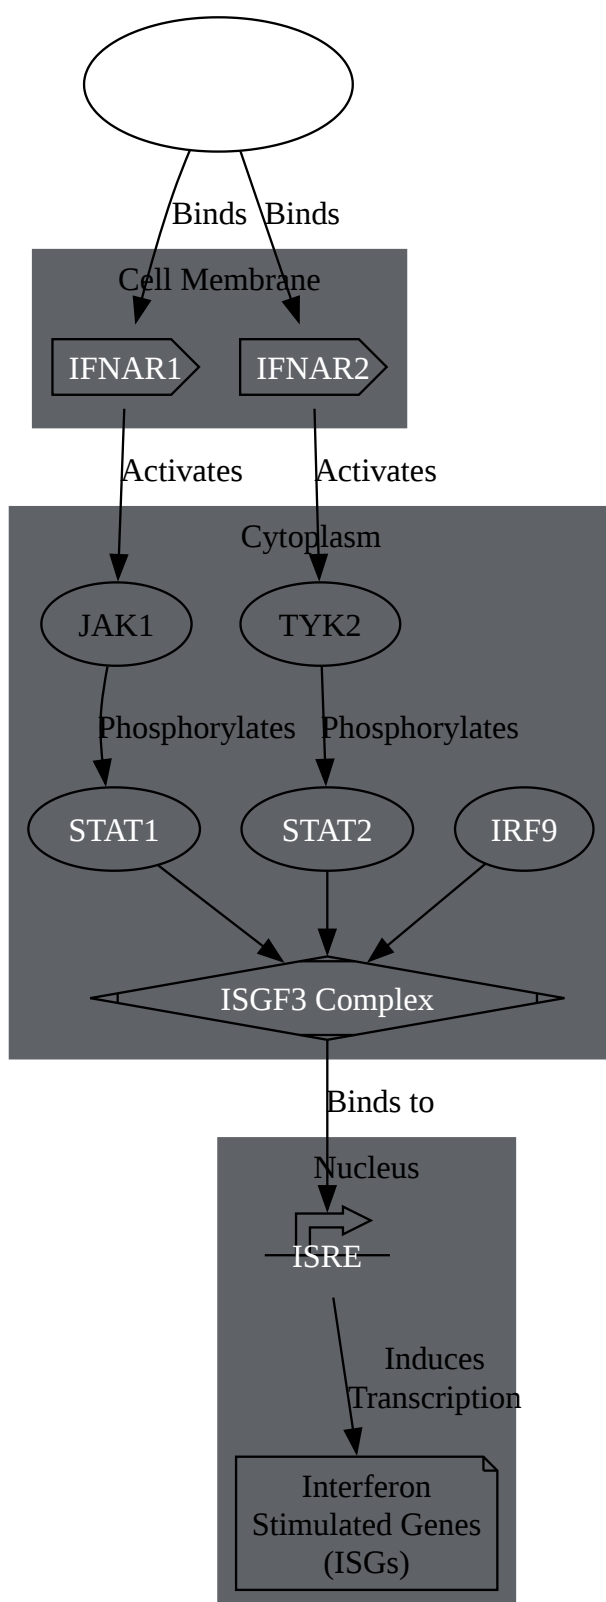 Binds
Binds
Cell Membrane
IFNAR1
IFNAR2
Activates
Activates
Cytoplasm
JAK1
TYK2
Phosphorylates
Phosphorylates
STAT1
STAT2
IRF9
ISGF3 Complex
Binds to
Nucleus
ISRE
Induces
Transcription
Interferon
Stimulated Genes
(ISGs)